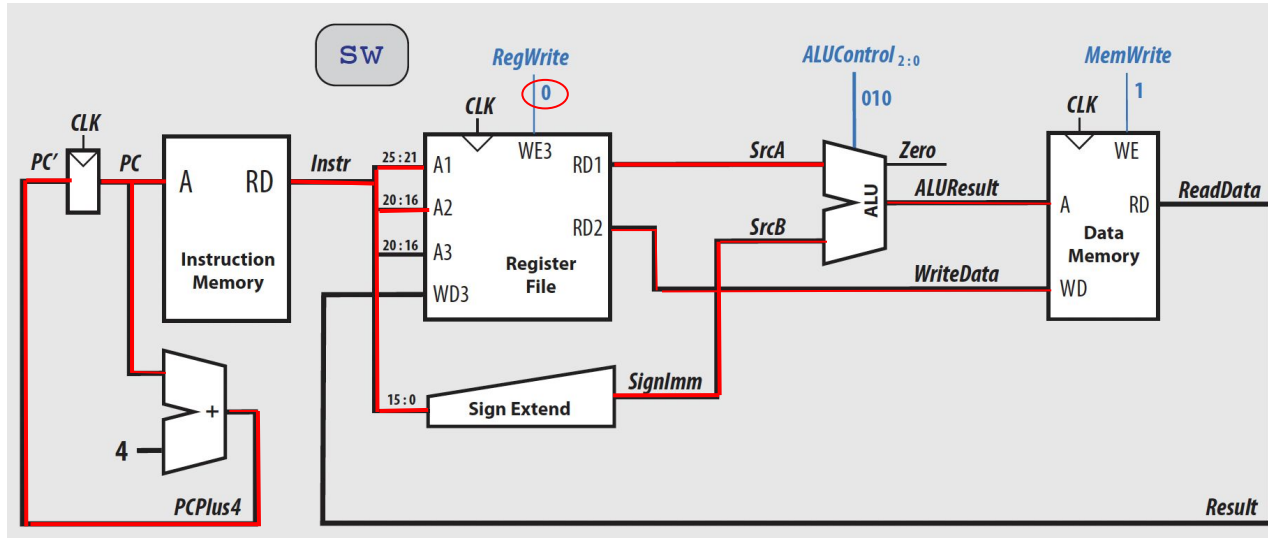 sw
RegWrite
0
ALUControl 2:0
010
MemWrite
1
CLK
PC′
PC
A
RD
Instruction
Memory
Instr
25:21
20:16
20:16
15:0
CLK
WE3
A1
A2
A3
WD3
RD1
RD2
Register
File
SrcA
SrcB
ALU
Zero
ALUResult
WriteData
CLK
WE
A
RD
Data
Memory
WD
ReadData
SignImm
Sign Extend
+
4
PCPlus4
Result